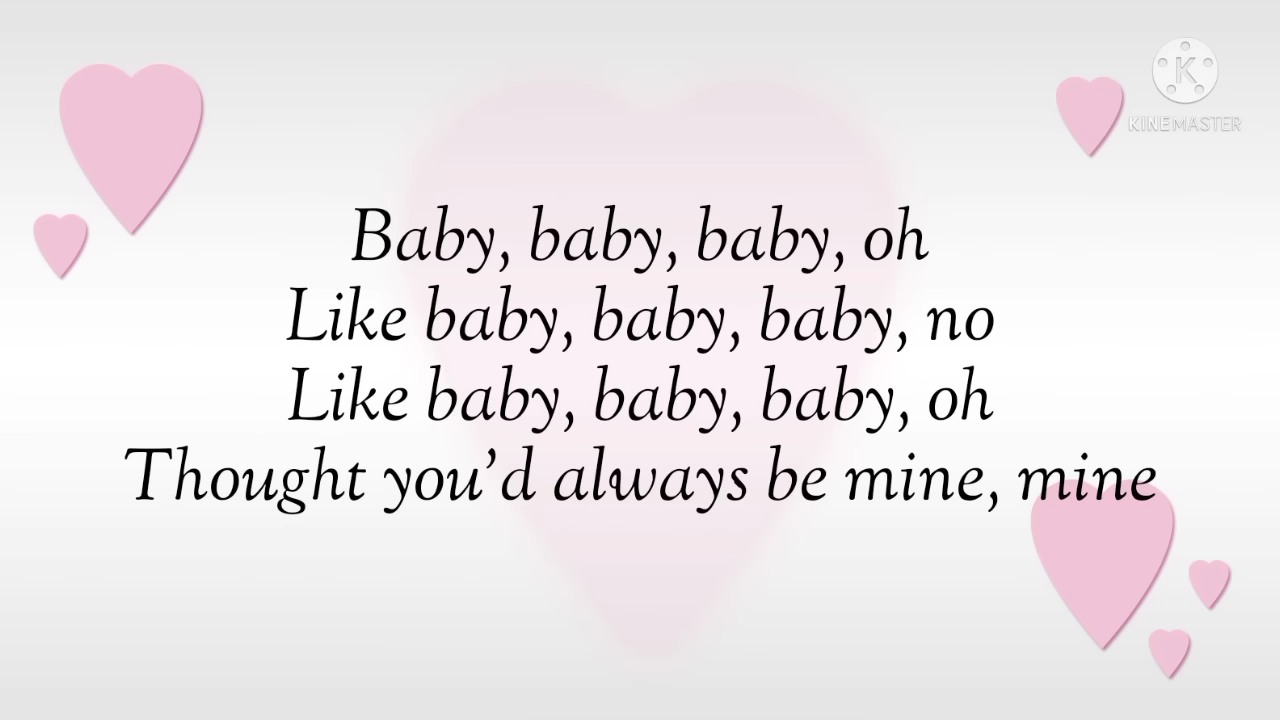 KINEMASTER
Baby, baby, baby, oh
Like baby, baby, baby, no
Like baby, baby, baby, oh
Thought you’d always be mine, mine